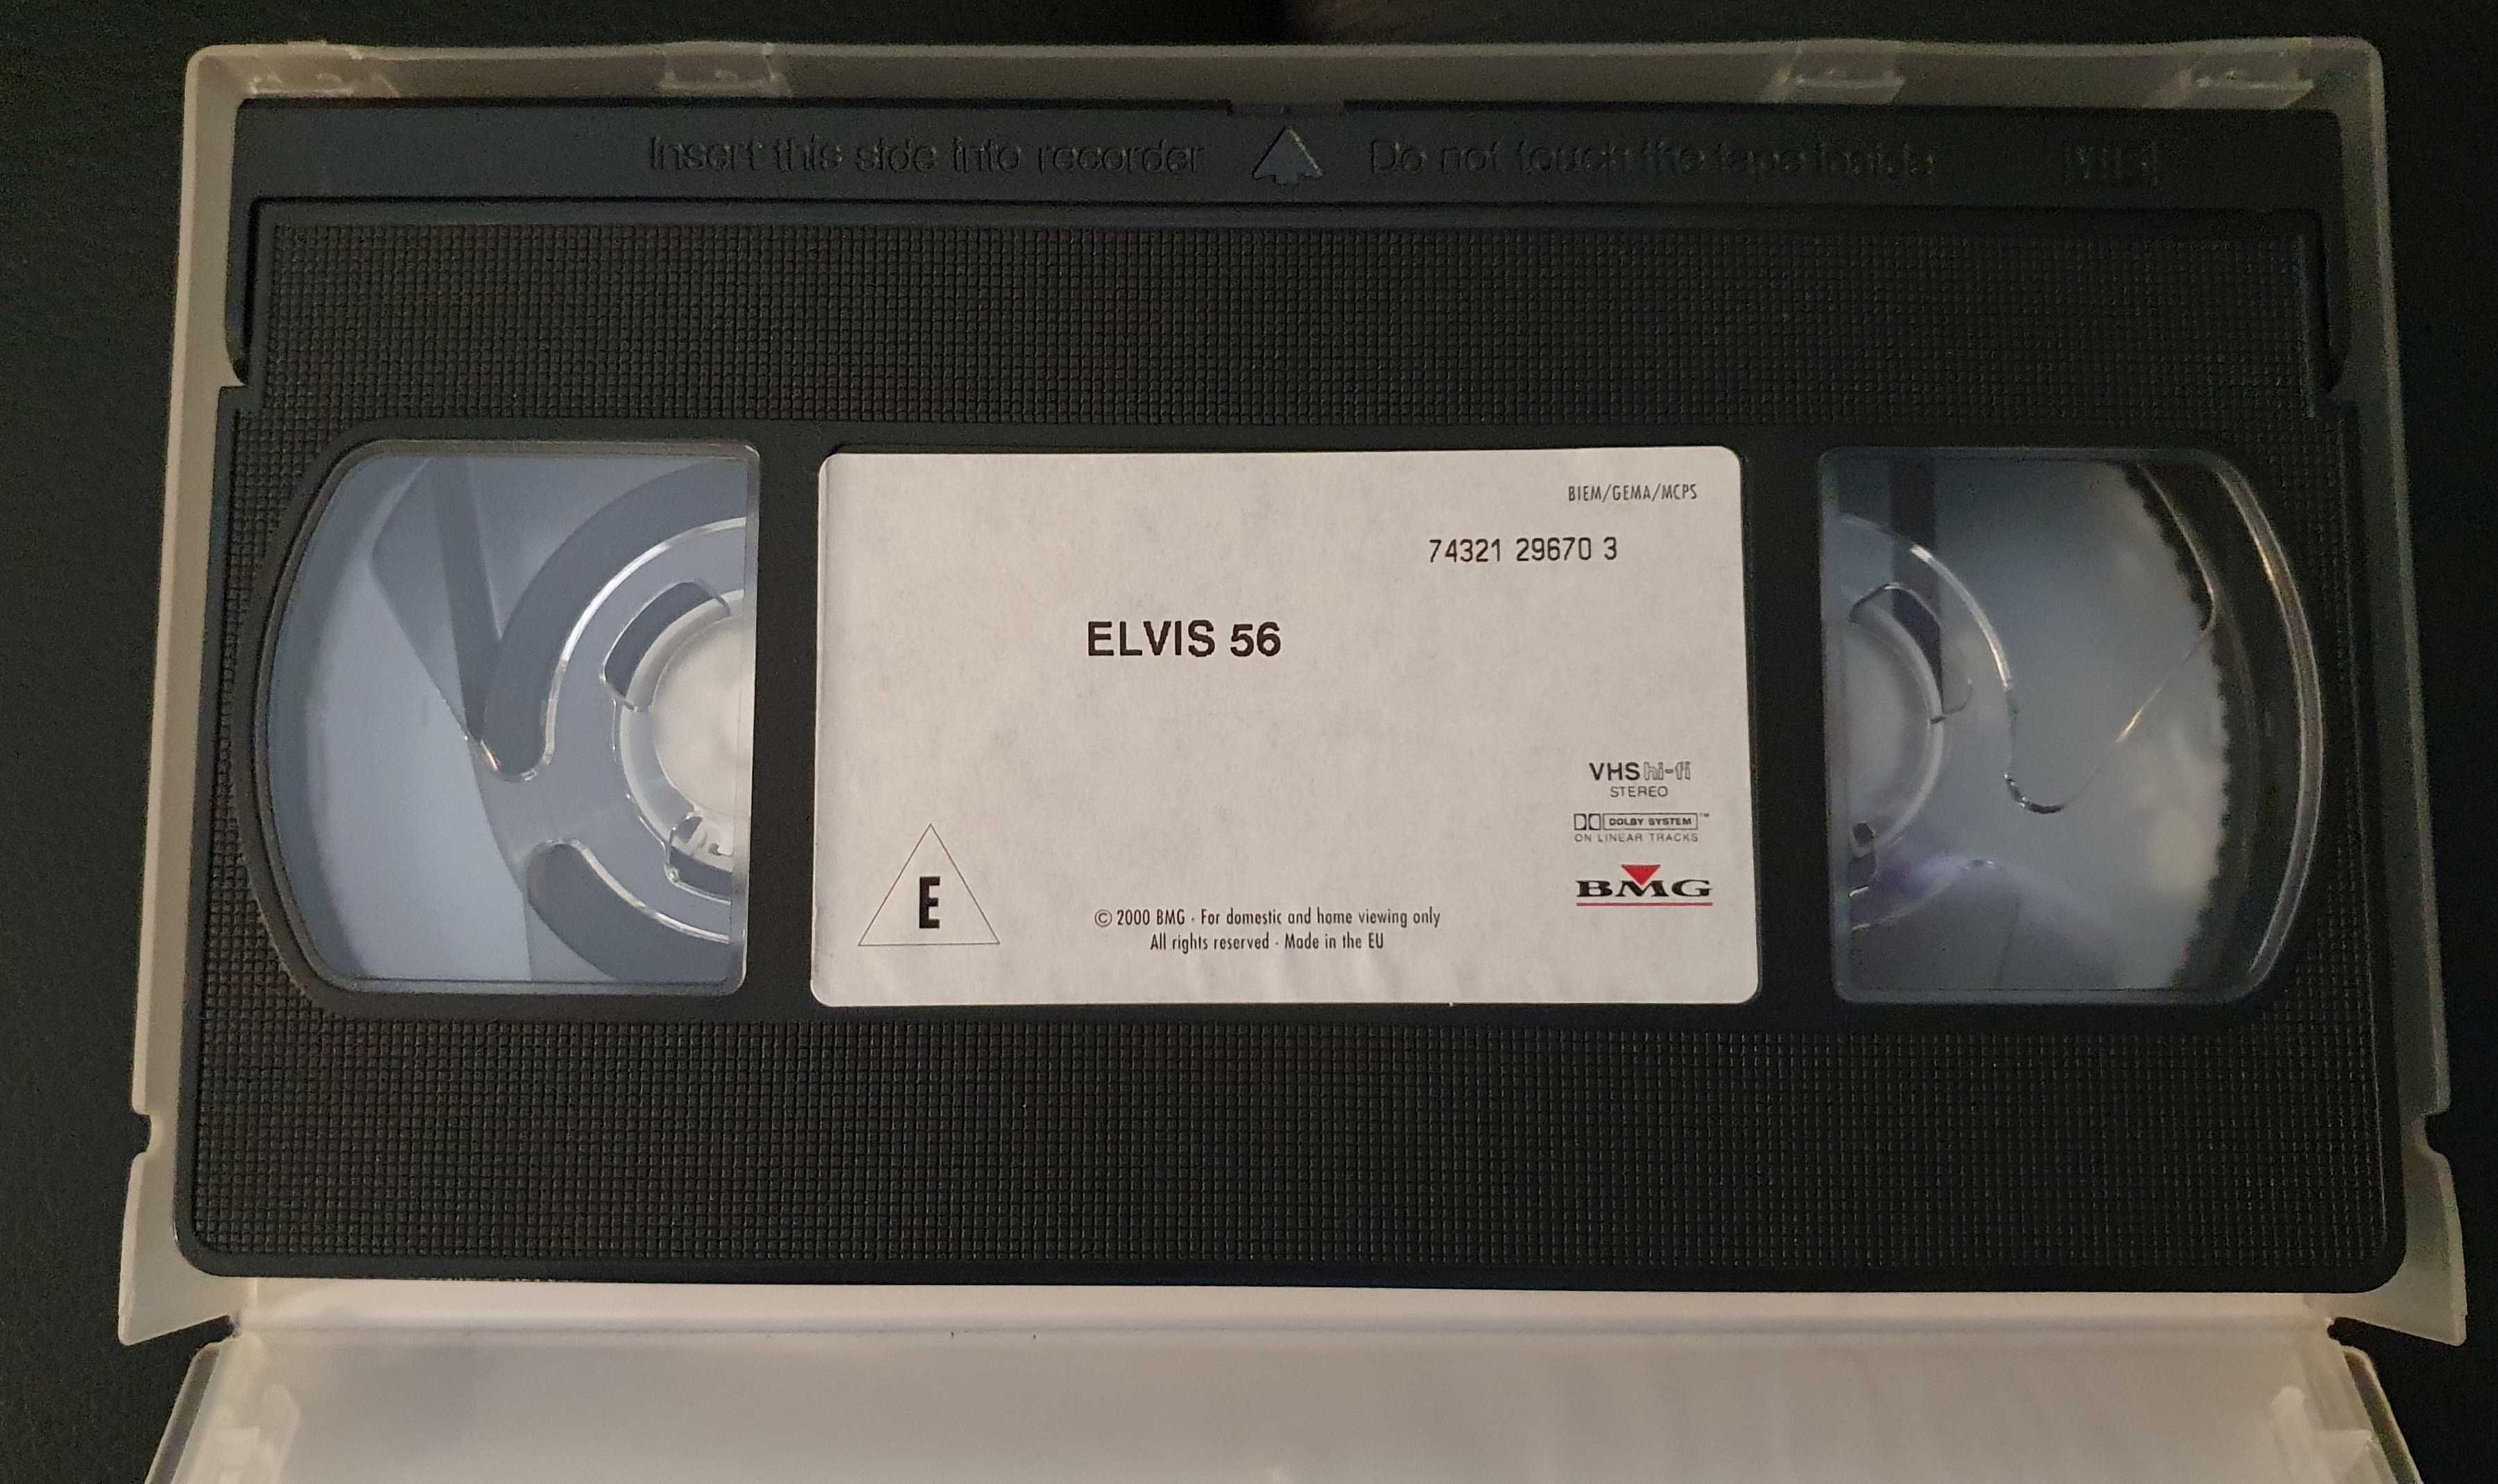 Insert this side into recorder
Do not touch the tape inside
VHS
BIEM/GEMA/MCPS
74321 29670 3
ELVIS 56
VHS hi-fi
STEREO
DOLBY SYSTEM™
ON LINEAR TRACKS
E
BMG
© 2000 BMG · For domestic and home viewing only
All rights reserved · Made in the EU